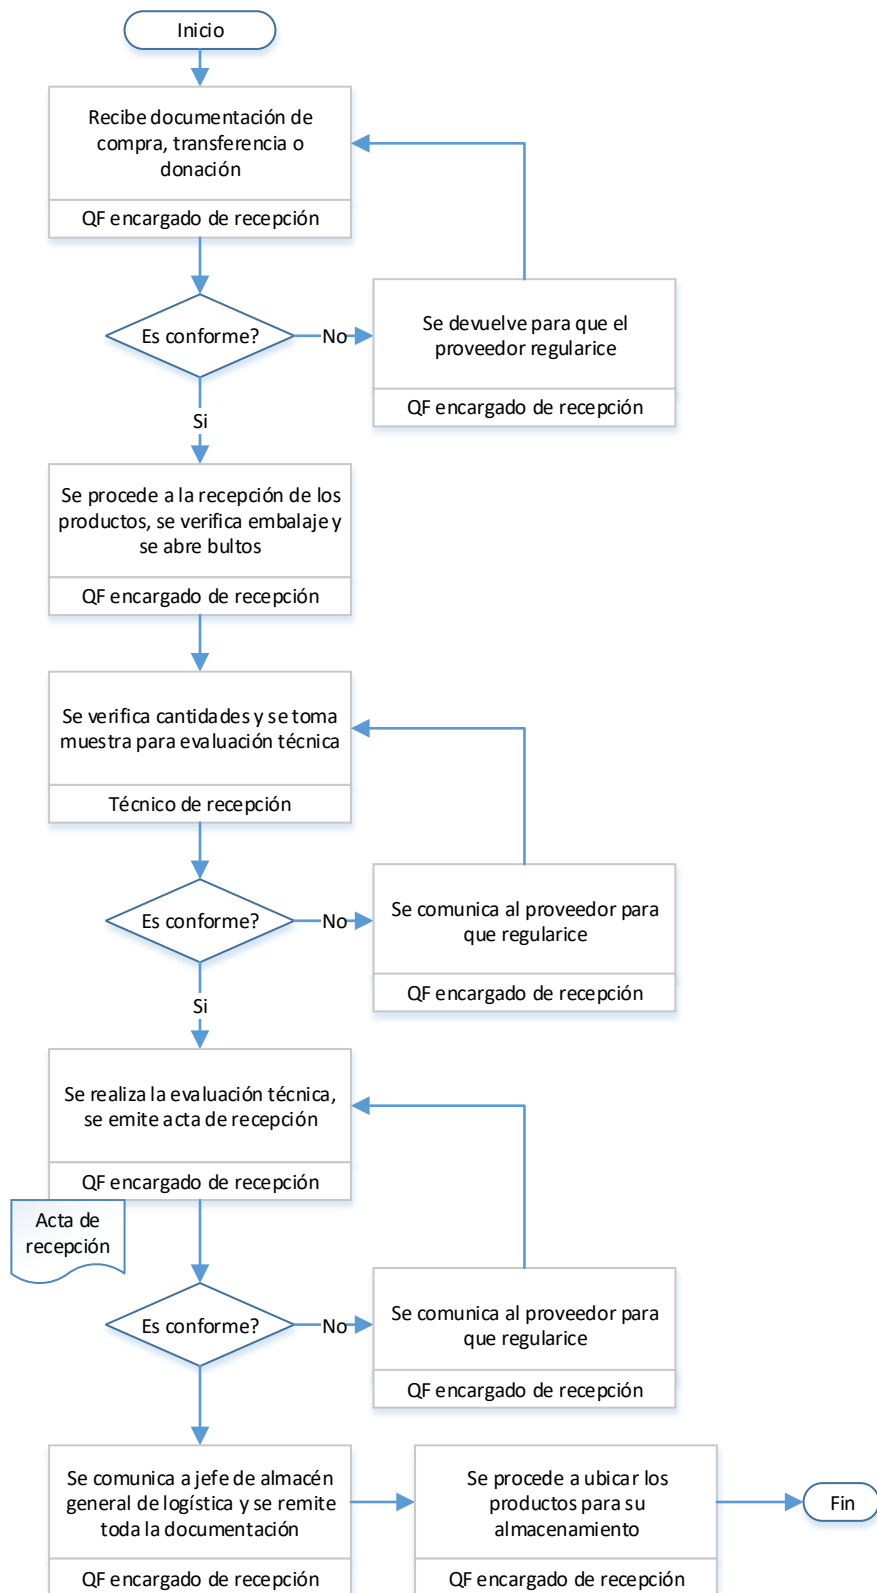 Inicio
Recibe documentación de
compra, transferencia o
donación
QF encargado de recepción
Es conforme?
No
Se devuelve para que el
proveedor regularice
QF encargado de recepción
Si
Se procede a la recepción de los
productos, se verifica embalaje y
se abre bultos
QF encargado de recepción
Se verifica cantidades y se toma
muestra para evaluación técnica
Técnico de recepción
Es conforme?
No
Se comunica al proveedor para
que regularice
QF encargado de recepción
Si
Se realiza la evaluación técnica,
se emite acta de recepción
QF encargado de recepción
Acta de
recepción
Es conforme?
No
Se comunica al proveedor para
que regularice
QF encargado de recepción
Se comunica a jefe de almacén
general de logística y se remite
toda la documentación
QF encargado de recepción
Se procede a ubicar los
productos para su
almacenamiento
QF encargado de recepción
Fin